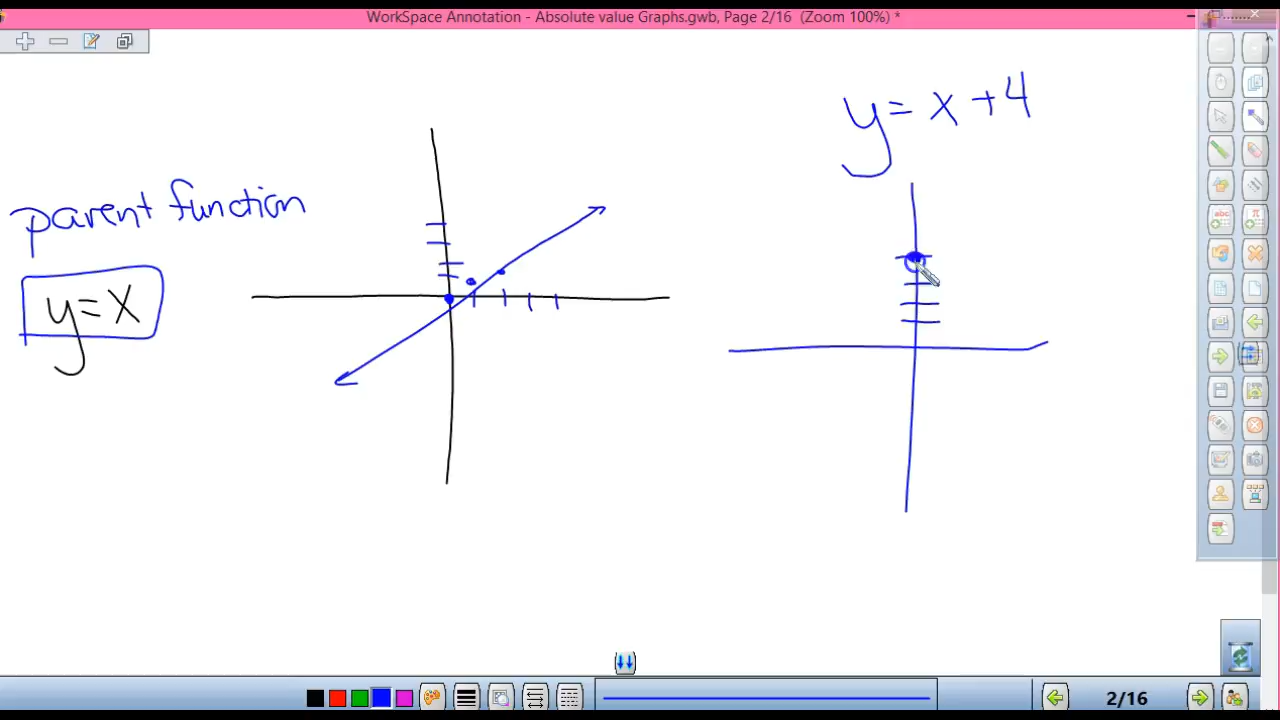 WorkSpace Annotation - Absolute value Graphs.gwb, Page 2/16 (Zoom 100%) *
y = x + 4
parent function
y = x
2/16